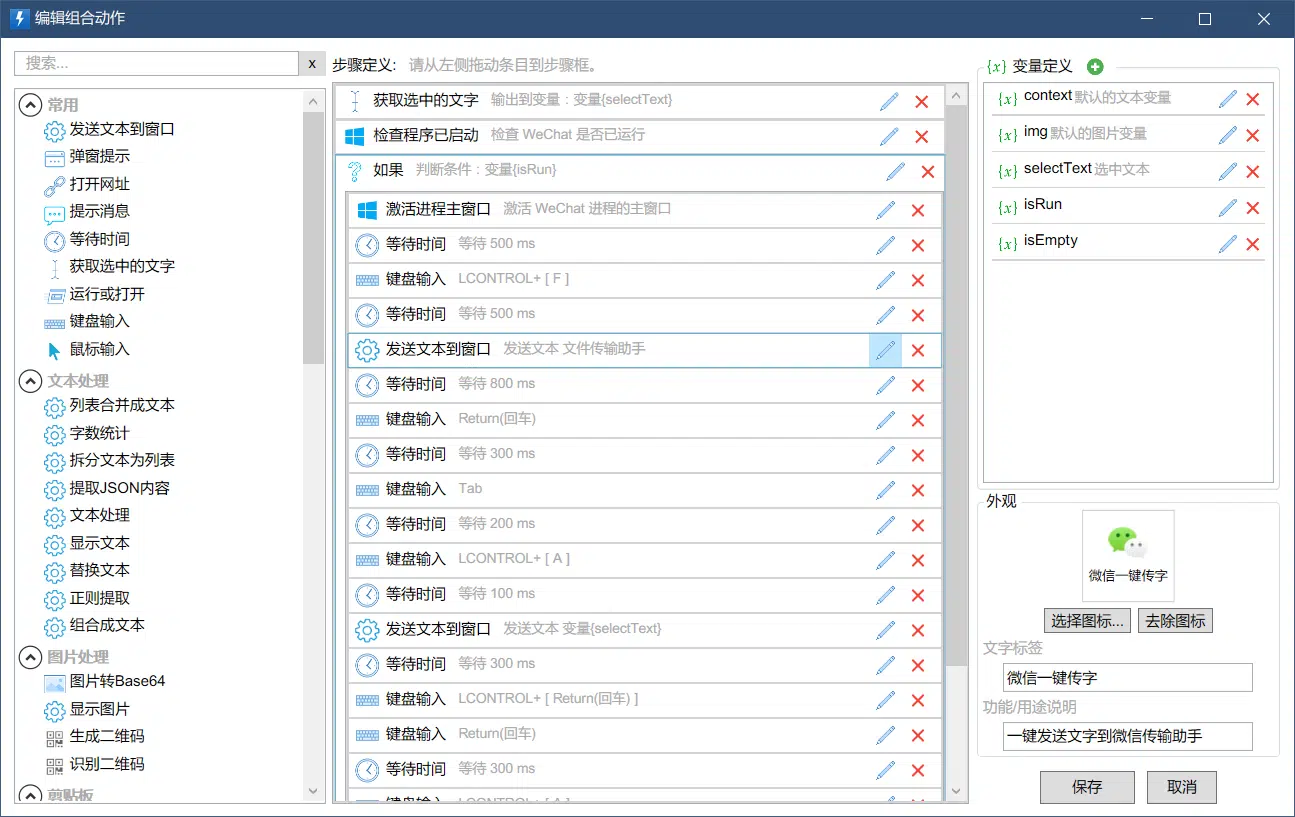 编辑组合动作
搜索...
x
常用
发送文本到窗口
弹窗提示
打开网址
提示消息
等待时间
获取选中的文字
运行或打开
键盘输入
鼠标输入
文本处理
列表合并成文本
字数统计
拆分文本为列表
提取JSON内容
文本处理
显示文本
替换文本
正则提取
组合成文本
图片处理
图片转Base64
显示图片
生成二维码
识别二维码
剪贴板
步骤定义: 请从左侧拖动条目到步骤框。
获取选中的文字 输出到变量：变量{selectText}
检查程序已启动 检查 WeChat 是否已运行
如果 判断条件：变量{isRun}
激活进程主窗口 激活 WeChat 进程的主窗口
等待时间 等待 500 ms
键盘输入 LCONTROL+ [ F ]
等待时间 等待 500 ms
发送文本到窗口 发送文本 文件传输助手
等待时间 等待 800 ms
键盘输入 Return(回车)
等待时间 等待 300 ms
键盘输入 Tab
等待时间 等待 200 ms
键盘输入 LCONTROL+ [ A ]
等待时间 等待 100 ms
发送文本到窗口 发送文本 变量{selectText}
等待时间 等待 300 ms
键盘输入 LCONTROL+ [ Return(回车) ]
键盘输入 Return(回车)
等待时间 等待 300 ms
键盘输入 LCONTROL+ [ A ]
{x} 变量定义
{x} context 默认的文本变量
{x} img 默认的图片变量
{x} selectText 选中文本
{x} isRun
{x} isEmpty
外观
微信一键传字
选择图标...
去除图标
文字标签
微信一键传字
功能/用途说明
一键发送文字到微信传输助手
保存
取消